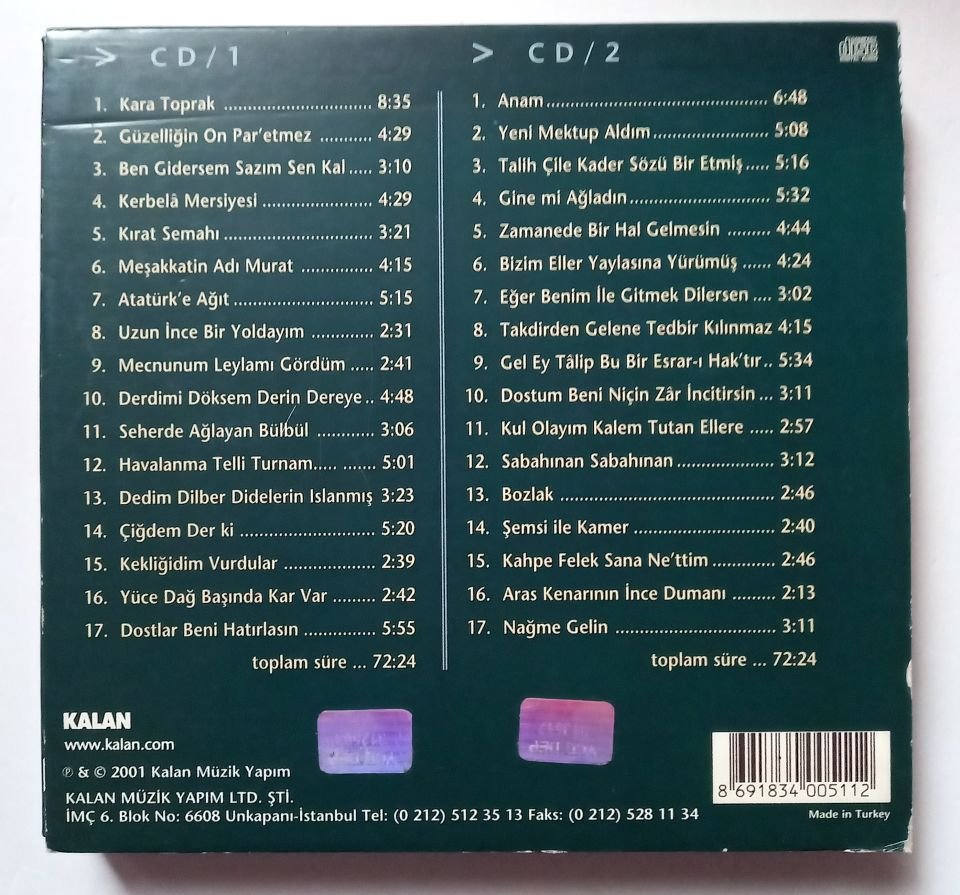 > CD/1
1. Kara Toprak .............................. 8:35
2. Güzelliğin On Par'etmez ........... 4:29
3. Ben Gidersem Sazım Sen Kal..... 3:10
4. Kerbelâ Mersiyesi ...................... 4:29
5. Kırat Semahı .............................. 3:21
6. Meşakkatin Adı Murat .............. 4:15
7. Atatürk'e Ağıt ............................ 5:15
8. Uzun İnce Bir Yoldayım ............ 2:31
9. Mecnunum Leylamı Gördüm ..... 2:41
10. Derdimi Döksem Derin Dereye.. 4:48
11. Seherde Ağlayan Bülbül ............ 3:06
12. Havalanma Telli Turnam..... ....... 5:01
13. Dedim Dilber Didelerin Islanmış 3:23
14. Çiğdem Der ki ........................... 5:20
15. Kekliğidim Vurdular ................... 2:39
16. Yüce Dağ Başında Kar Var ......... 2:42
17. Dostlar Beni Hatırlasın ............... 5:55
toplam süre ... 72:24
> CD/2
1. Anam............................................. 6:48
2. Yeni Mektup Aldım........................ 5:08
3. Talih Çile Kader Sözü Bir Etmiş..... 5:16
4. Gine mi Ağladın............................. 5:32
5. Zamanede Bir Hal Gelmesin ......... 4:44
6. Bizim Eller Yaylasına Yürümüş ...... 4:24
7. Eğer Benim İle Gitmek Dilersen .... 3:02
8. Takdirden Gelene Tedbir Kılınmaz 4:15
9. Gel Ey Tâlip Bu Bir Esrar-ı Hak'tır.. 5:34
10. Dostum Beni Niçin Zâr İncitirsin ... 3:11
11. Kul Olayım Kalem Tutan Ellere ..... 2:57
12. Sabahınan Sabahınan .................... 3:12
13. Bozlak ............................................ 2:46
14. Şemsi ile Kamer ............................. 2:40
15. Kahpe Felek Sana Ne'ttim ............. 2:46
16. Aras Kenarının İnce Dumanı ......... 2:13
17. Nağme Gelin ................................. 3:11
toplam süre ... 72:24
KALAN
www.kalan.com
℗ & © 2001 Kalan Müzik Yapım
KALAN MÜZİK YAPIM LTD. ŞTİ.
İMÇ 6. Blok No: 6608 Unkapanı-İstanbul Tel: (0 212) 512 35 13 Faks: (0 212) 528 11 34
8 691834 005112
Made in Turkey